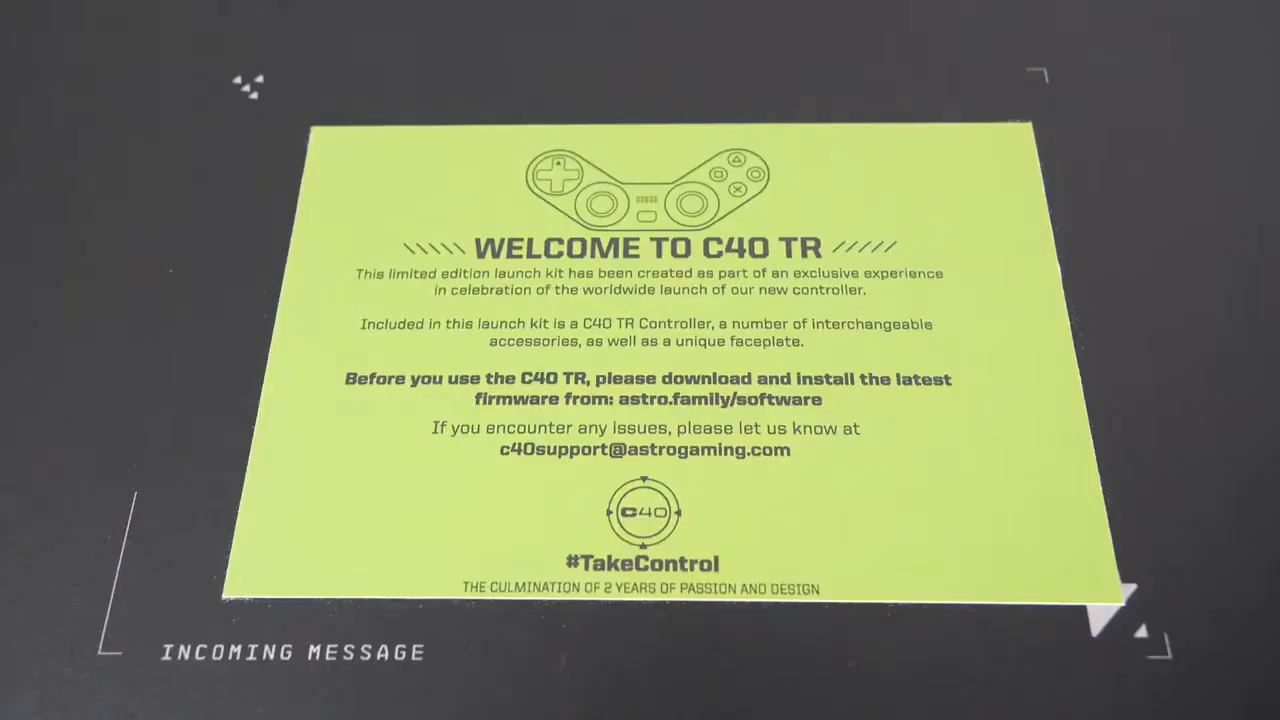 WELCOME TO C40 TR
This limited edition launch kit has been created as part of an exclusive experience
in celebration of the worldwide launch of our new controller.
Included in this launch kit is a C40 TR Controller, a number of interchangeable
accessories, as well as a unique faceplate.
Before you use the C40 TR, please download and install the latest
firmware from: astro.family/software
If you encounter any issues, please let us know at
c40support@astrogaming.com
C40
#TakeControl
THE CULMINATION OF 2 YEARS OF PASSION AND DESIGN
INCOMING MESSAGE